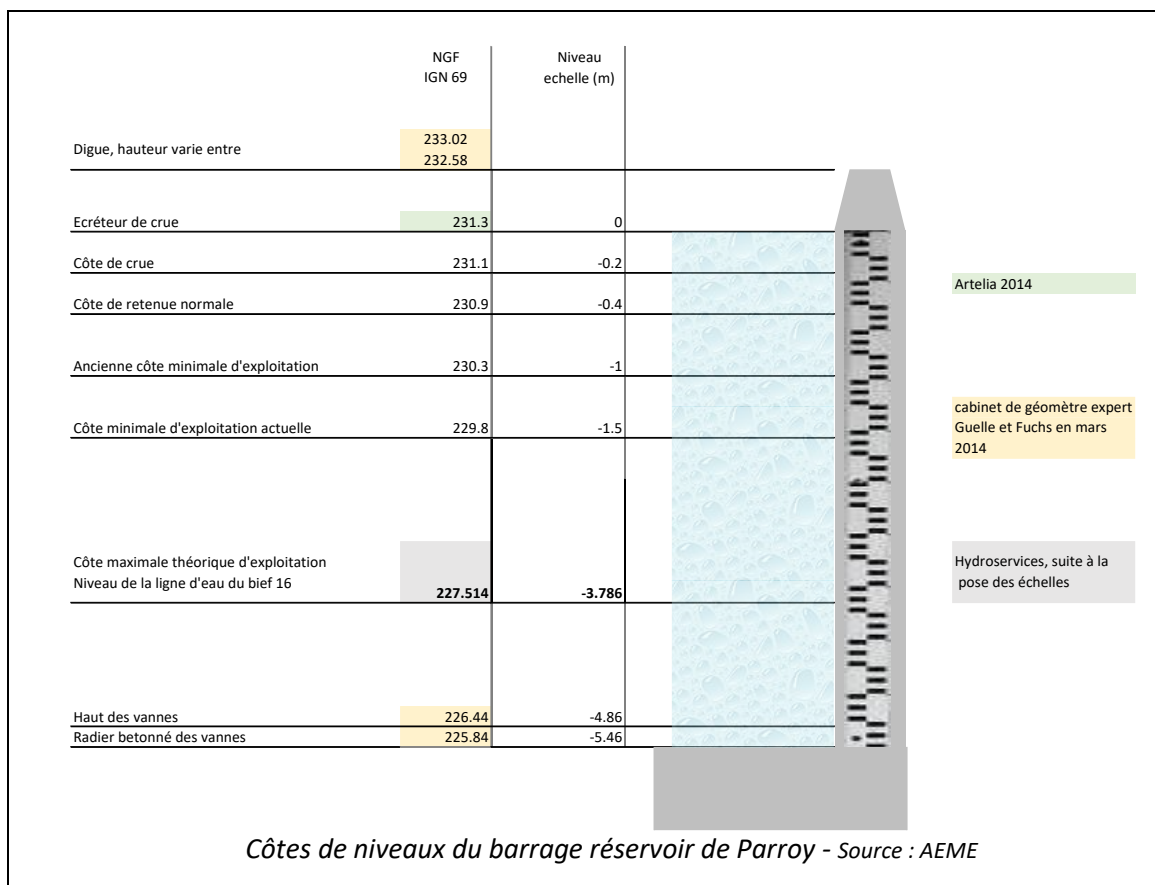 NGF
IGN 69
Niveau
echelle (m)
Digue, hauteur varie entre
233.02
232.58
Ecréteur de crue 231.3 0
Côte de crue 231.1 -0.2
Côte de retenue normale 230.9 -0.4
Ancienne côte minimale d'exploitation 230.3 -1
Côte minimale d'exploitation actuelle 229.8 -1.5
Côte maximale théorique d'exploitation
Niveau de la ligne d'eau du bief 16
227.514 -3.786
Haut des vannes 226.44 -4.86
Radier betonné des vannes 225.84 -5.46
Artelia 2014
cabinet de géomètre expert
Guelle et Fuchs en mars
2014
Hydroservices, suite à la
pose des échelles
Côtes de niveaux du barrage réservoir de Parroy - Source : AEME